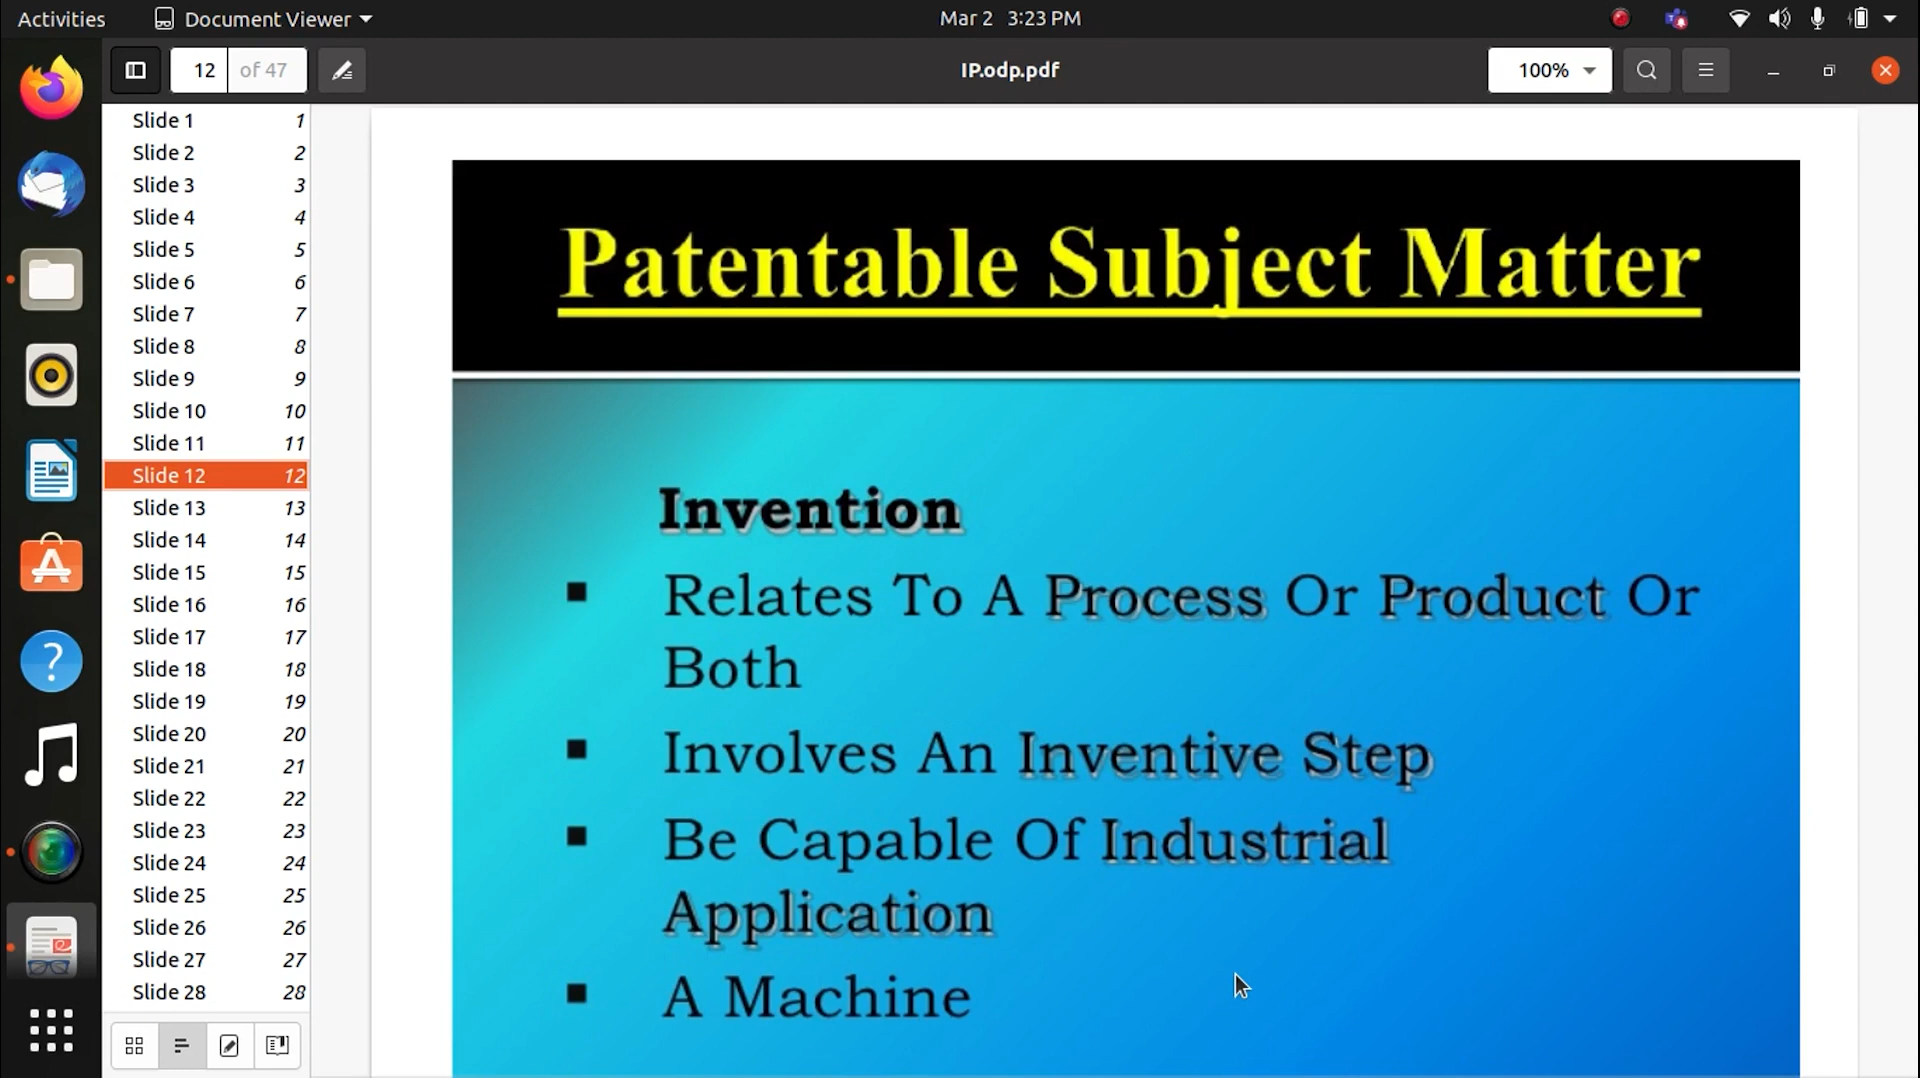 Activities Document Viewer Mar 2 3:23 PM
12 of 47 IP.odp.pdf 100%
Slide 1 1
Slide 2 2
Slide 3 3
Slide 4 4
Slide 5 5
Slide 6 6
Slide 7 7
Slide 8 8
Slide 9 9
Slide 10 10
Slide 11 11
Slide 12 12
Slide 13 13
Slide 14 14
Slide 15 15
Slide 16 16
Slide 17 17
Slide 18 18
Slide 19 19
Slide 20 20
Slide 21 21
Slide 22 22
Slide 23 23
Slide 24 24
Slide 25 25
Slide 26 26
Slide 27 27
Slide 28 28
Patentable Subject Matter
Invention
▪ Relates To A Process Or Product Or
Both
▪ Involves An Inventive Step
▪ Be Capable Of Industrial
Application
▪ A Machine